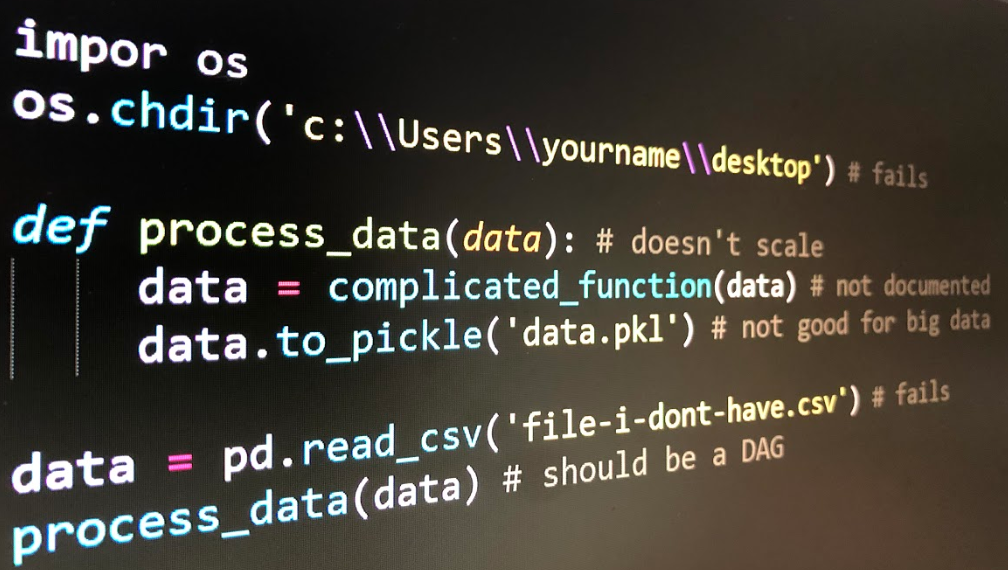 impor os
os.chdir('c:\\Users\\yourname\\desktop') # fails
def process_data(data): # doesn't scale
data = complicated_function(data) # not documented
data.to_pickle('data.pkl') # not good for big data
data = pd.read_csv('file-i-dont-have.csv') # fails
process_data(data) # should be a DAG